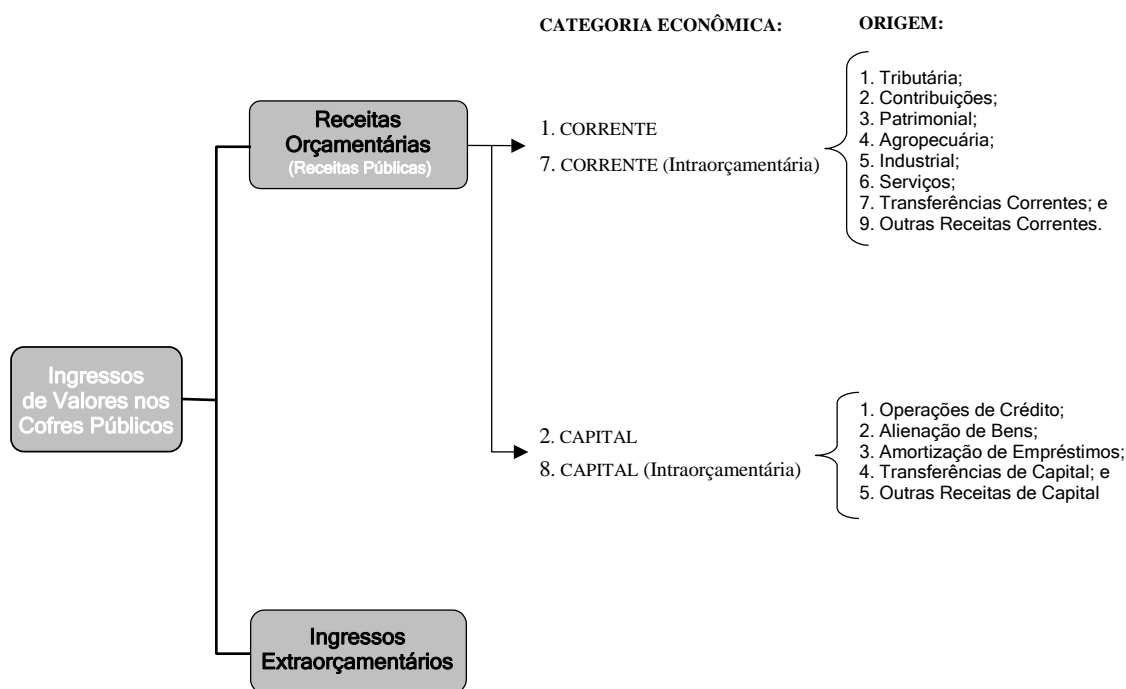 CATEGORIA ECONÔMICA:
ORIGEM:
Receitas
Orçamentárias
(Receitas Públicas)
1. CORRENTE
7. CORRENTE (Intraorçamentária)
1. Tributária;
2. Contribuições;
3. Patrimonial;
4. Agropecuária;
5. Industrial;
6. Serviços;
7. Transferências Correntes; e
9. Outras Receitas Correntes.
Ingressos
de Valores nos
Cofres Públicos
2. CAPITAL
8. CAPITAL (Intraorçamentária)
1. Operações de Crédito;
2. Alienação de Bens;
3. Amortização de Empréstimos;
4. Transferências de Capital; e
5. Outras Receitas de Capital
Ingressos
Extraorçamentários